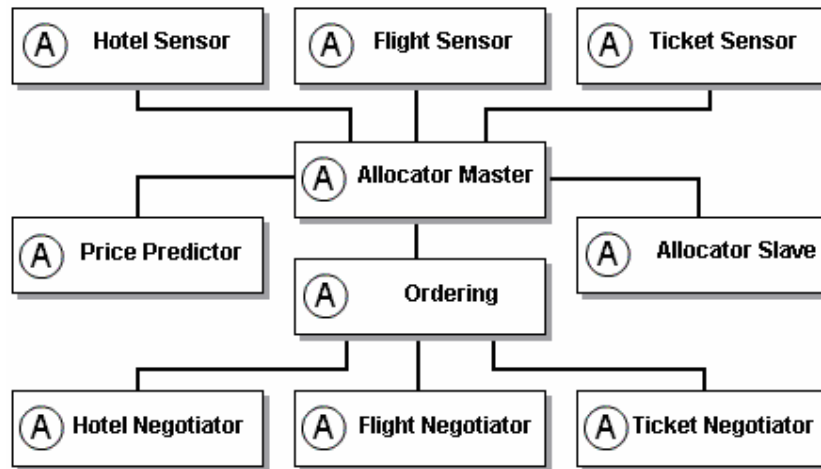 A Hotel Sensor
A Flight Sensor
A Ticket Sensor
A Allocator Master
A Price Predictor
A Allocator Slave
A Ordering
A Hotel Negotiator
A Flight Negotiator
A Ticket Negotiator